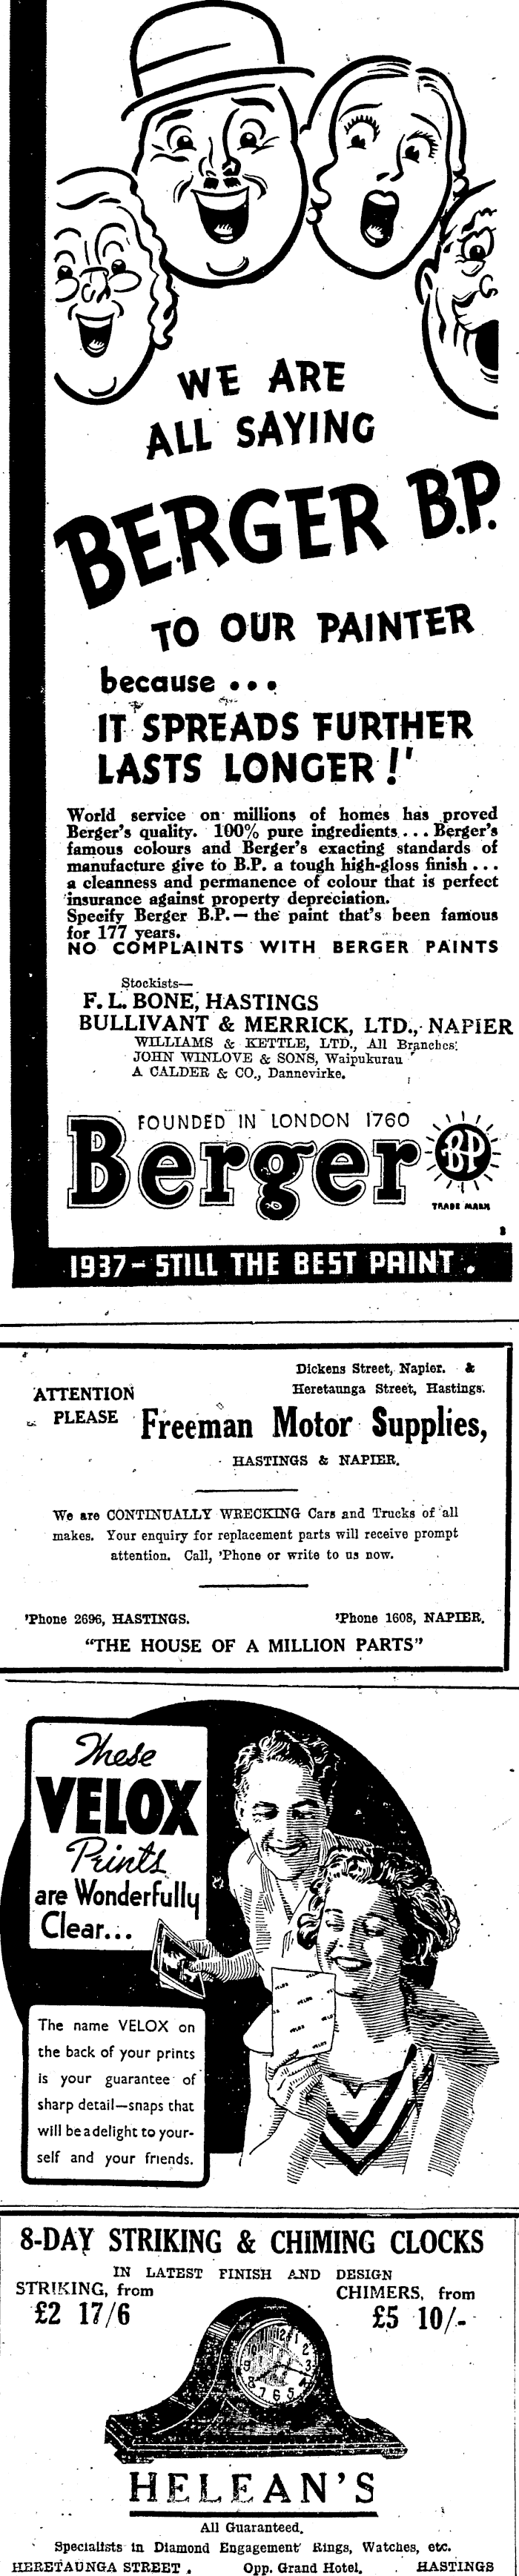 WE ARE
ALL SAYING
BERGER B.P.
TO OUR PAINTER
because ...
IT SPREADS FURTHER
LASTS LONGER!'
World service on millions of homes has proved
Berger's quality. 100% pure ingredients. . . Berger's
famous colours and Berger's exacting standards of
manufacture give to B.P. a tough high-gloss finish . . .
a cleanness and permanence of colour that is perfect
insurance against property depreciation.
Specify Berger B.P.—the paint that's been famous
for 177 years.
NO COMPLAINTS WITH BERGER PAINTS
Stockists—
F. L. BONE, HASTINGS
BULLIVANT & MERRICK, LTD., NAPIER
WILLIAMS & KETTLE, LTD., All Branches.
JOHN WINLOVE & SONS, Waipukurau
A CALDER & CO., Dannevirke.
FOUNDED IN LONDON 1760
Berger BP
TRADE MARK
1937-STILL THE BEST PAINT.
Dickens Street, Napier. &
Heretaunga Street, Hastings.
ATTENTION
PLEASE
Freeman Motor Supplies,
HASTINGS & NAPIER.
We are CONTINUALLY WRECKING Cars and Trucks of all
makes. Your enquiry for replacement parts will receive prompt
attention. Call, 'Phone or write to us now.
'Phone 2696, HASTINGS. 'Phone 1608, NAPIER.
"THE HOUSE OF A MILLION PARTS"
These
VELOX
Prints
are Wonderfully
Clear...
The name VELOX on
the back of your prints
is your guarantee of
sharp detail—snaps that
will be a delight to your-
self and your friends.
8-DAY STRIKING & CHIMING CLOCKS
IN LATEST FINISH AND DESIGN
STRIKING, from
£2 17/6
CHIMERS, from
£5 10/-
HELEAN'S
All Guaranteed.
Specialists in Diamond Engagement Rings, Watches, etc.
HERETAUNGA STREET . Opp. Grand Hotel. . HASTINGS